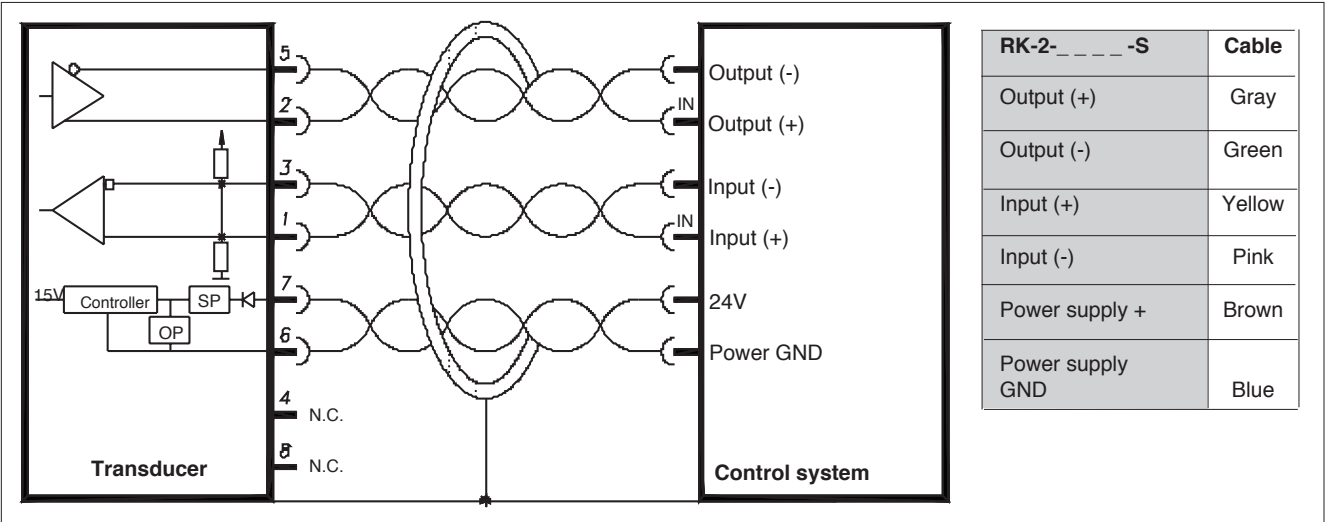 5
Output (-)
2
IN
Output (+)
3
Input (-)
1
IN
Input (+)
15V
Controller
SP
7
24V
OP
6
Power GND
4
N.C.
N.C.
Transducer
Control system
RK-2-_ _ _ _ -S Cable
Output (+) Gray
Output (-) Green
Input (+) Yellow
Input (-) Pink
Power supply + Brown
Power supply
GND Blue